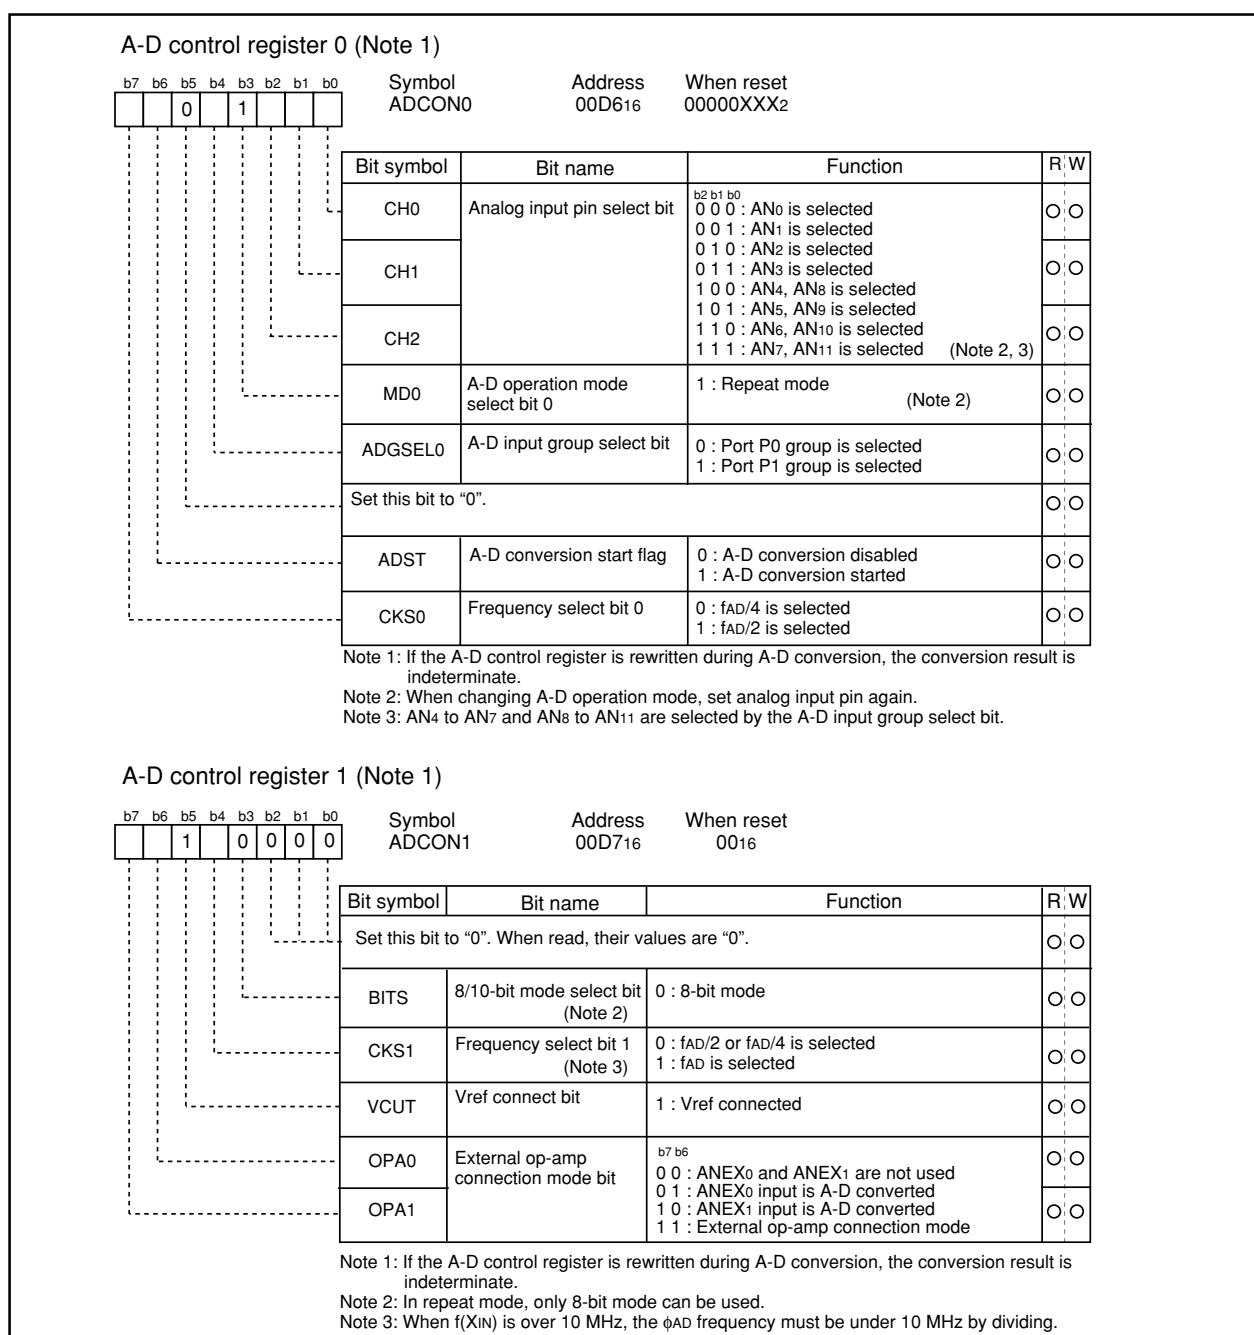 A-D control register 0 (Note 1)
b7 b6 b5 b4 b3 b2 b1 b0
0 1
Symbol Address When reset
ADCON0 00D616 00000XXX2
Bit symbol Bit name Function R W
CH0 Analog input pin select bit
b2 b1 b0
0 0 0 : AN0 is selected
0 0 1 : AN1 is selected
0 1 0 : AN2 is selected
CH1
0 1 1 : AN3 is selected
1 0 0 : AN4, AN8 is selected
1 0 1 : AN5, AN9 is selected
CH2
1 1 0 : AN6, AN10 is selected
1 1 1 : AN7, AN11 is selected (Note 2, 3)
MD0 A-D operation mode
select bit 0
1 : Repeat mode
(Note 2)
ADGSEL0 A-D input group select bit
0 : Port P0 group is selected
1 : Port P1 group is selected
Set this bit to “0”.
ADST A-D conversion start flag
0 : A-D conversion disabled
1 : A-D conversion started
CKS0 Frequency select bit 0
0 : fAD/4 is selected
1 : fAD/2 is selected
Note 1: If the A-D control register is rewritten during A-D conversion, the conversion result is
indeterminate.
Note 2: When changing A-D operation mode, set analog input pin again.
Note 3: AN4 to AN7 and AN8 to AN11 are selected by the A-D input group select bit.
A-D control register 1 (Note 1)
b7 b6 b5 b4 b3 b2 b1 b0
1 0 0 0 0
Symbol Address When reset
ADCON1 00D716 0016
Bit symbol Bit name Function R W
Set this bit to “0”. When read, their values are “0”.
BITS 8/10-bit mode select bit
(Note 2)
0 : 8-bit mode
CKS1 Frequency select bit 1
(Note 3)
0 : fAD/2 or fAD/4 is selected
1 : fAD is selected
VCUT Vref connect bit 1 : Vref connected
OPA0 External op-amp
connection mode bit
b7 b6
0 0 : ANEX0 and ANEX1 are not used
0 1 : ANEX0 input is A-D converted
OPA1
1 0 : ANEX1 input is A-D converted
1 1 : External op-amp connection mode
Note 1: If the A-D control register is rewritten during A-D conversion, the conversion result is
indeterminate.
Note 2: In repeat mode, only 8-bit mode can be used.
Note 3: When f(XIN) is over 10 MHz, the ϕAD frequency must be under 10 MHz by dividing.